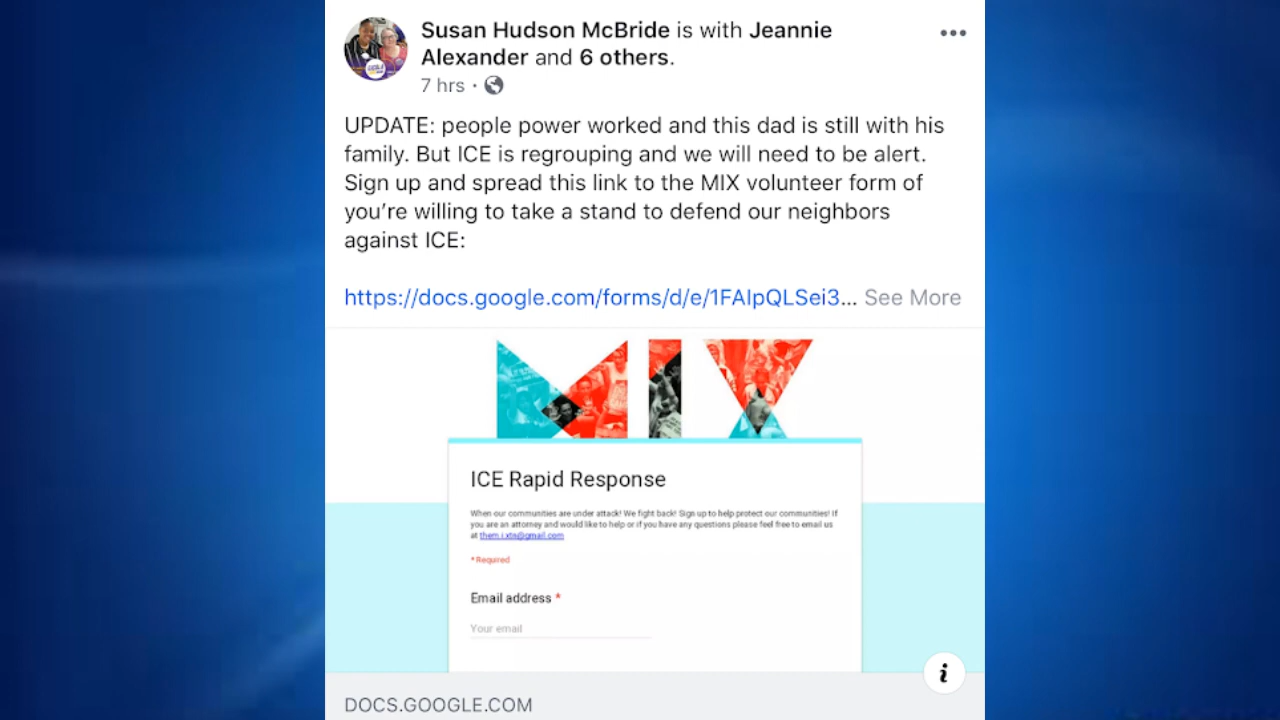 Susan Hudson McBride is with Jeannie
Alexander and 6 others.
7 hrs ·
UPDATE: people power worked and this dad is still with his
family. But ICE is regrouping and we will need to be alert.
Sign up and spread this link to the MIX volunteer form of
you're willing to take a stand to defend our neighbors
against ICE:
https://docs.google.com/forms/d/e/1FAIpQLSei3... See More
MIX
ICE Rapid Response
When our communities are under attack! We fight back! Sign up to help protect our communities! If
you are an attorney and would like to help or if you have any questions please feel free to email us
at them.i.xtn@gmail.com
* Required
Email address *
Your email
DOCS.GOOGLE.COM